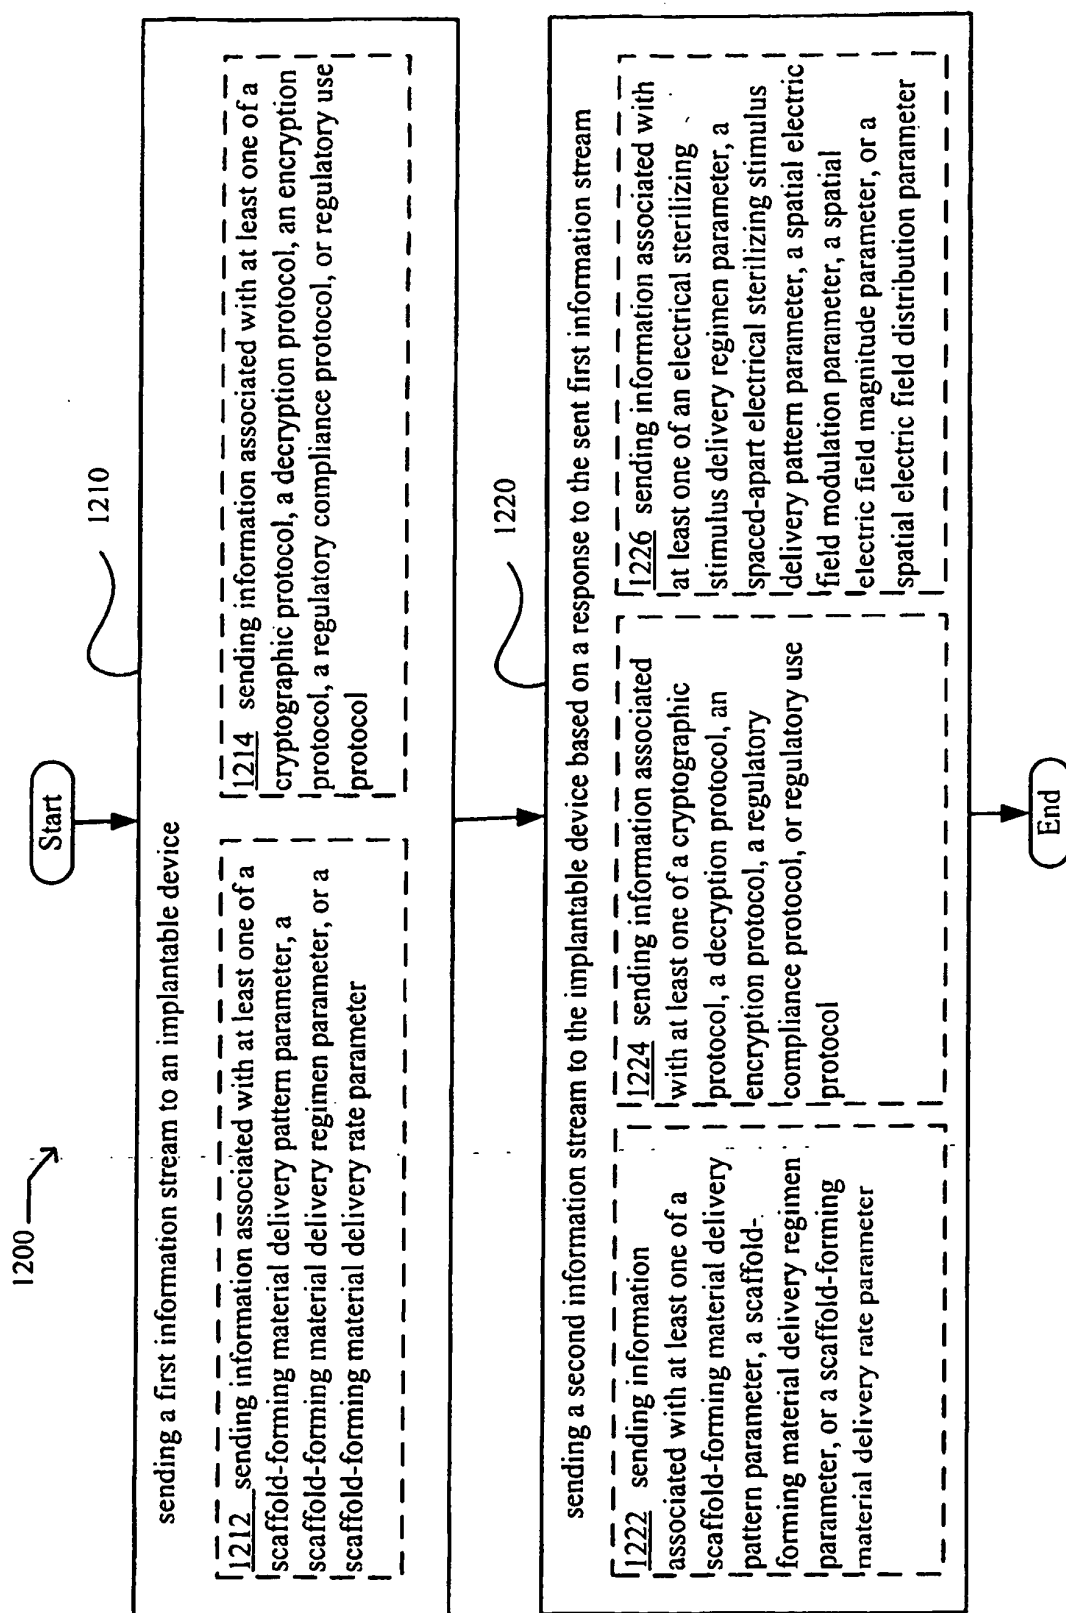 1200
Start
1210
sending a first information stream to an implantable device
1212 sending information associated with at least one of a
scaffold-forming material delivery pattern parameter, a
scaffold-forming material delivery regimen parameter, or a
scaffold-forming material delivery rate parameter
1214 sending information associated with at least one of a
cryptographic protocol, a decryption protocol, an encryption
protocol, a regulatory compliance protocol, or regulatory use
protocol
1220
sending a second information stream to the implantable device based on a response to the sent first information stream
1222 sending information
associated with at least one of a
scaffold-forming material delivery
pattern parameter, a scaffold-
forming material delivery regimen
parameter, or a scaffold-forming
material delivery rate parameter
1224 sending information associated
with at least one of a cryptographic
protocol, a decryption protocol, an
encryption protocol, a regulatory
compliance protocol, or regulatory use
protocol
1226 sending information associated with
at least one of an electrical sterilizing
stimulus delivery regimen parameter, a
spaced-apart electrical sterilizing stimulus
delivery pattern parameter, a spatial electric
field modulation parameter, a spatial
electric field magnitude parameter, or a
spatial electric field distribution parameter
End